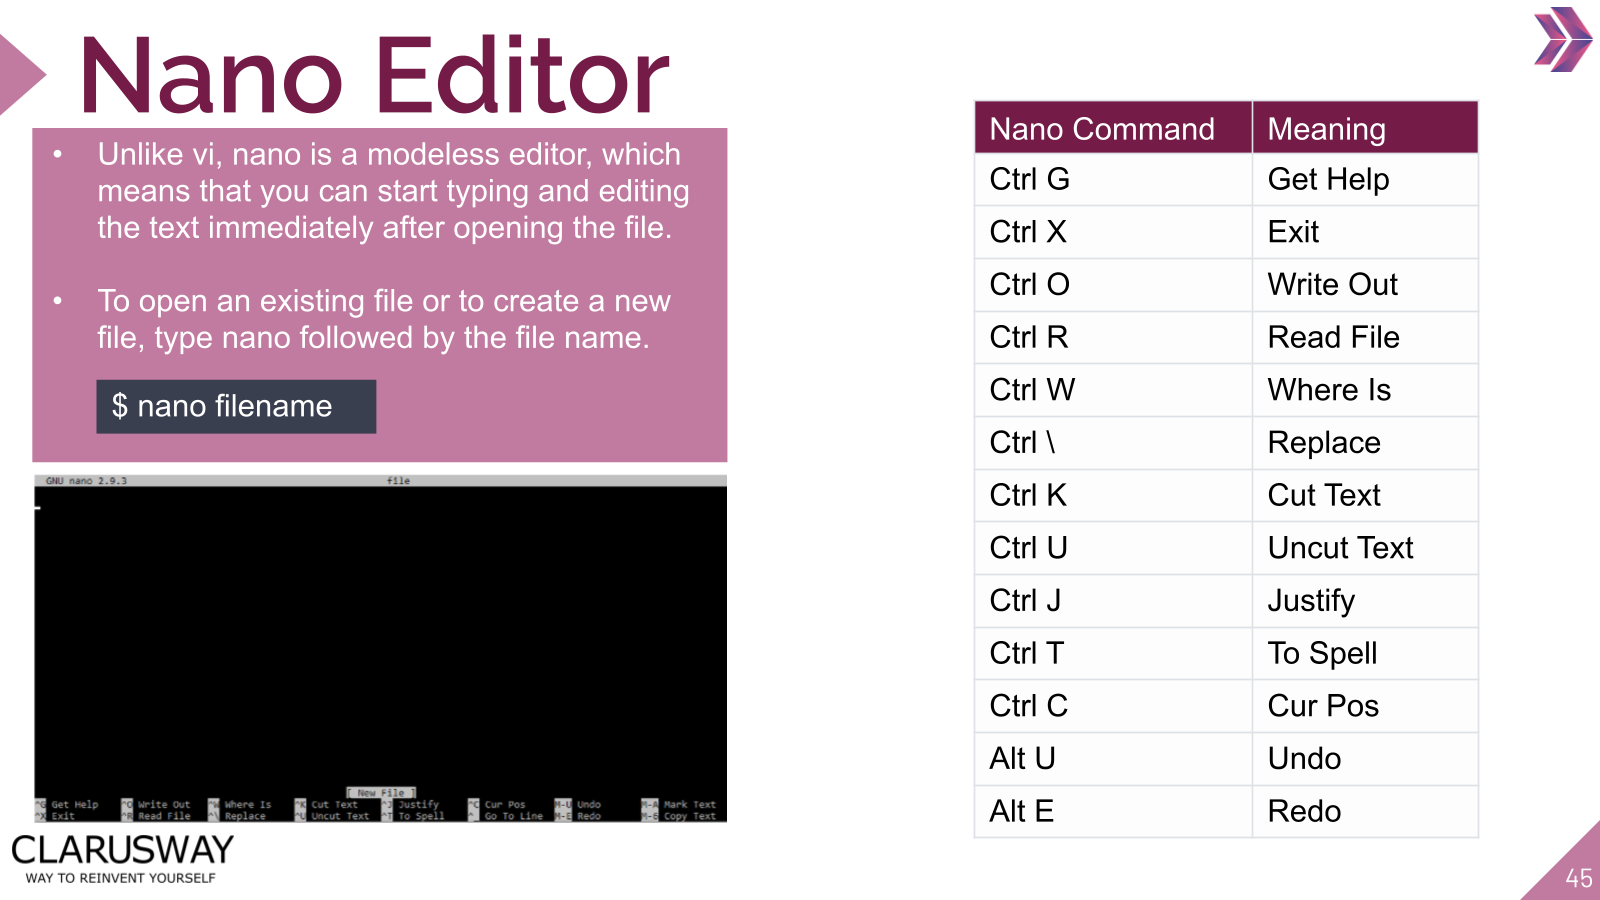 Nano Editor
• Unlike vi, nano is a modeless editor, which
means that you can start typing and editing
the text immediately after opening the file.
• To open an existing file or to create a new
file, type nano followed by the file name.
$ nano filename
GNU nano 2.9.3 file
[ New File ]
^G Get Help ^O Write Out ^W Where Is ^K Cut Text ^J Justify ^C Cur Pos M-U Undo M-A Mark Text
^X Exit ^R Read File ^\ Replace ^U Uncut Text ^T To Spell ^_ Go To Line M-E Redo M-6 Copy Text
CLARUSWAY
WAY TO REINVENT YOURSELF
Nano Command Meaning
Ctrl G Get Help
Ctrl X Exit
Ctrl O Write Out
Ctrl R Read File
Ctrl W Where Is
Ctrl \ Replace
Ctrl K Cut Text
Ctrl U Uncut Text
Ctrl J Justify
Ctrl T To Spell
Ctrl C Cur Pos
Alt U Undo
Alt E Redo
45